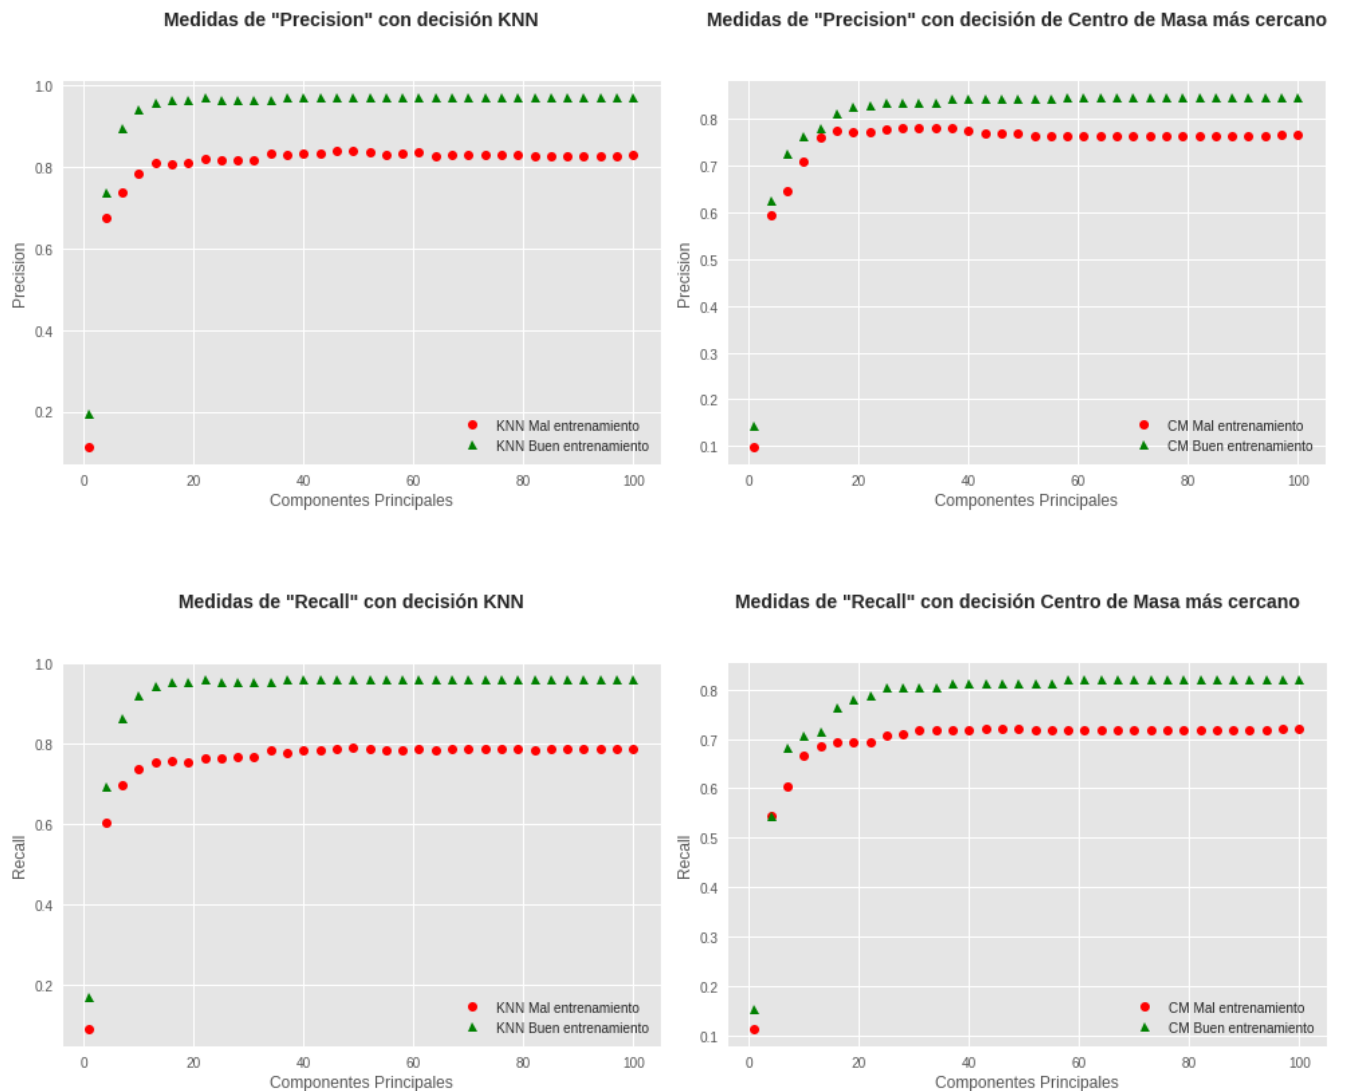 Medidas de "Precision" con decisión KNN
1.0
0.8
0.6
0.4
0.2
Precision
0 20 40 60 80 100
Componentes Principales
KNN Mal entrenamiento
KNN Buen entrenamiento
Medidas de "Precision" con decisión de Centro de Masa más cercano
0.8
0.7
0.6
0.5
0.4
0.3
0.2
0.1
Precision
0 20 40 60 80 100
Componentes Principales
CM Mal entrenamiento
CM Buen entrenamiento
Medidas de "Recall" con decisión KNN
1.0
0.8
0.6
0.4
0.2
Recall
0 20 40 60 80 100
Componentes Principales
KNN Mal entrenamiento
KNN Buen entrenamiento
Medidas de "Recall" con decisión Centro de Masa más cercano
0.8
0.7
0.6
0.5
0.4
0.3
0.2
0.1
Recall
0 20 40 60 80 100
Componentes Principales
CM Mal entrenamiento
CM Buen entrenamiento